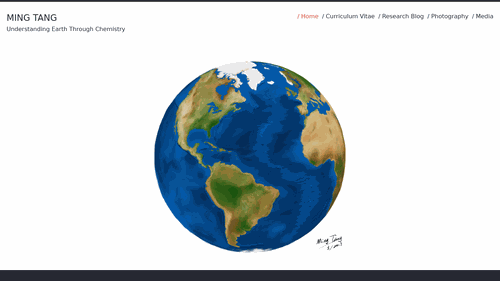 MING TANG
/ Home / Curriculum Vitae / Research Blog / Photography / Media
Understanding Earth Through Chemistry
Ming Tang